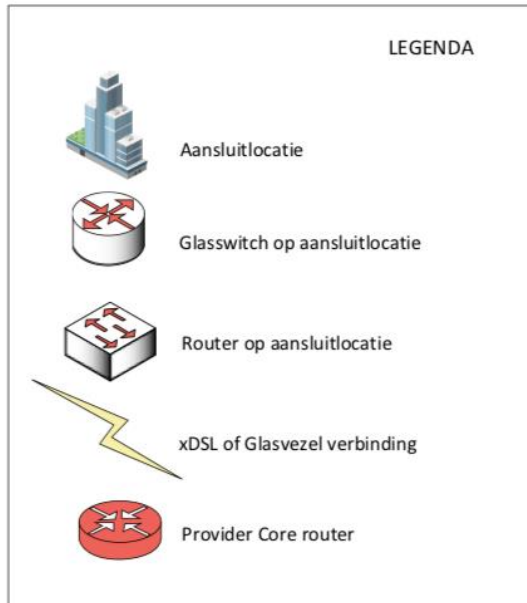 LEGENDA
Aansluitlocatie
Glasswitch op aansluitlocatie
Router op aansluitlocatie
xDSL of Glasvezel verbinding
Provider Core router